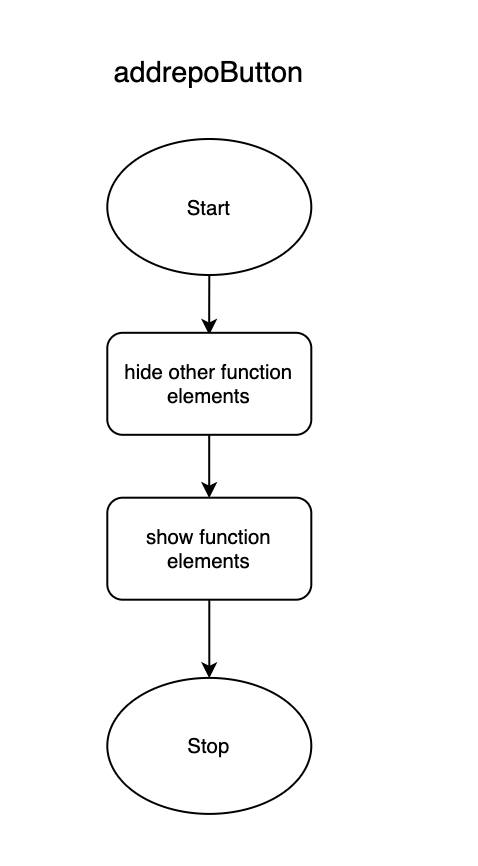 addrepoButton
Start
hide other function
elements
show function
elements
Stop